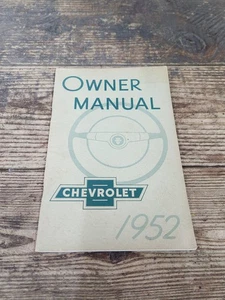 OWNER
MANUAL
CHEVROLET
1952